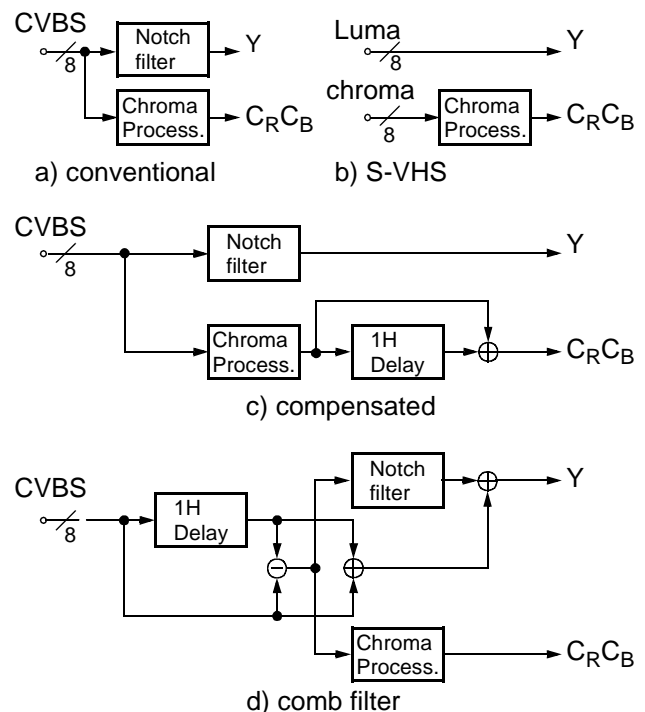 CVBS
8
Notch
filter
Y
Chroma
Process.
CRCB
a) conventional
Luma
8
Y
chroma
8
Chroma
Process.
CRCB
b) S-VHS
CVBS
8
Notch
filter
Y
Chroma
Process.
1H
Delay
CRCB
c) compensated
CVBS
8
1H
Delay
Notch
filter
Y
Chroma
Process.
CRCB
d) comb filter